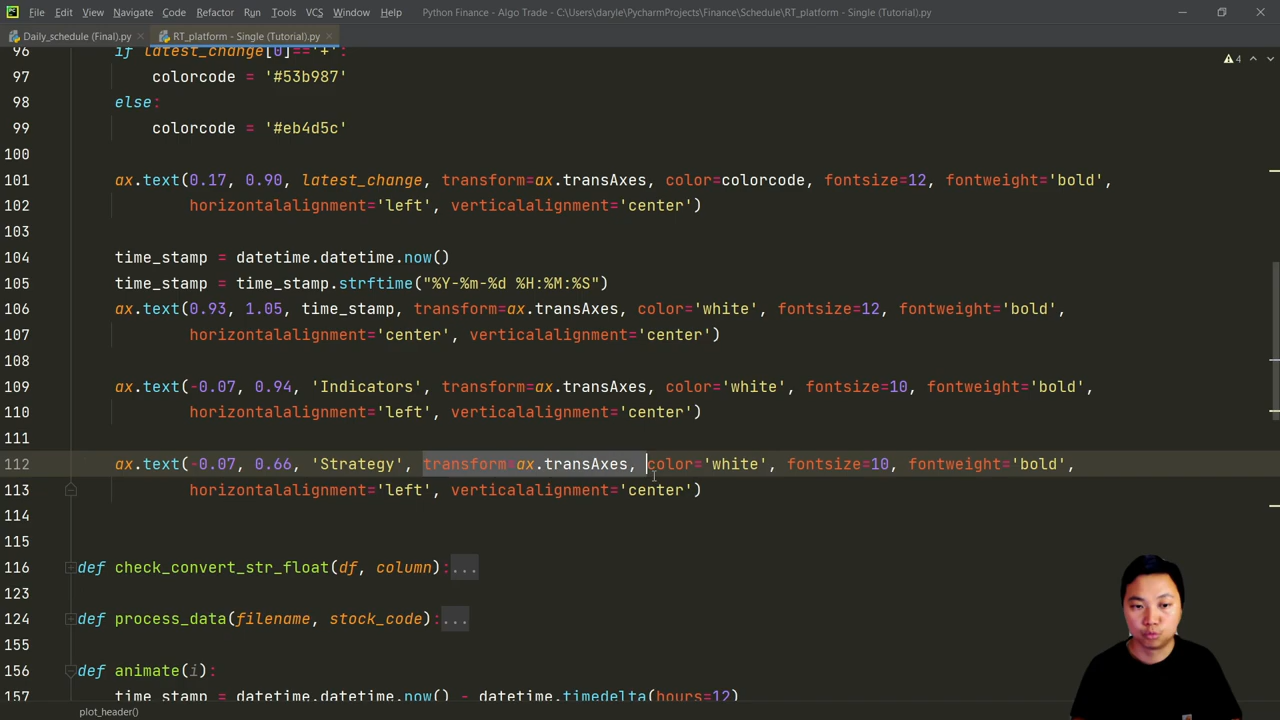 File Edit View Navigate Code Refactor Run Tools VCS Window Help Python Finance - Algo Trade - C:\Users\daryle\PycharmProjects\Finance\Schedule\RT_platform - Single (Tutorial).py
Daily_schedule (Final).py RT_platform - Single (Tutorial).py
4
96 if latest_change[0]=='+':
97 colorcode = '#53b987'
98 else:
99 colorcode = '#eb4d5c'
100
101 ax.text(0.17, 0.90, latest_change, transform=ax.transAxes, color=colorcode, fontsize=12, fontweight='bold',
102 horizontalalignment='left', verticalalignment='center')
103
104 time_stamp = datetime.datetime.now()
105 time_stamp = time_stamp.strftime("%Y-%m-%d %H:%M:%S")
106 ax.text(0.93, 1.05, time_stamp, transform=ax.transAxes, color='white', fontsize=12, fontweight='bold',
107 horizontalalignment='center', verticalalignment='center')
108
109 ax.text(-0.07, 0.94, 'Indicators', transform=ax.transAxes, color='white', fontsize=10, fontweight='bold',
110 horizontalalignment='left', verticalalignment='center')
111
112 ax.text(-0.07, 0.66, 'Strategy', transform=ax.transAxes, color='white', fontsize=10, fontweight='bold',
113 horizontalalignment='left', verticalalignment='center')
114
115
116 def check_convert_str_float(df, column):...
123
124 def process_data(filename, stock_code):...
155
156 def animate(i):
157 time_stamp = datetime.datetime.now() - datetime.timedelta(hours=12)
plot_header()